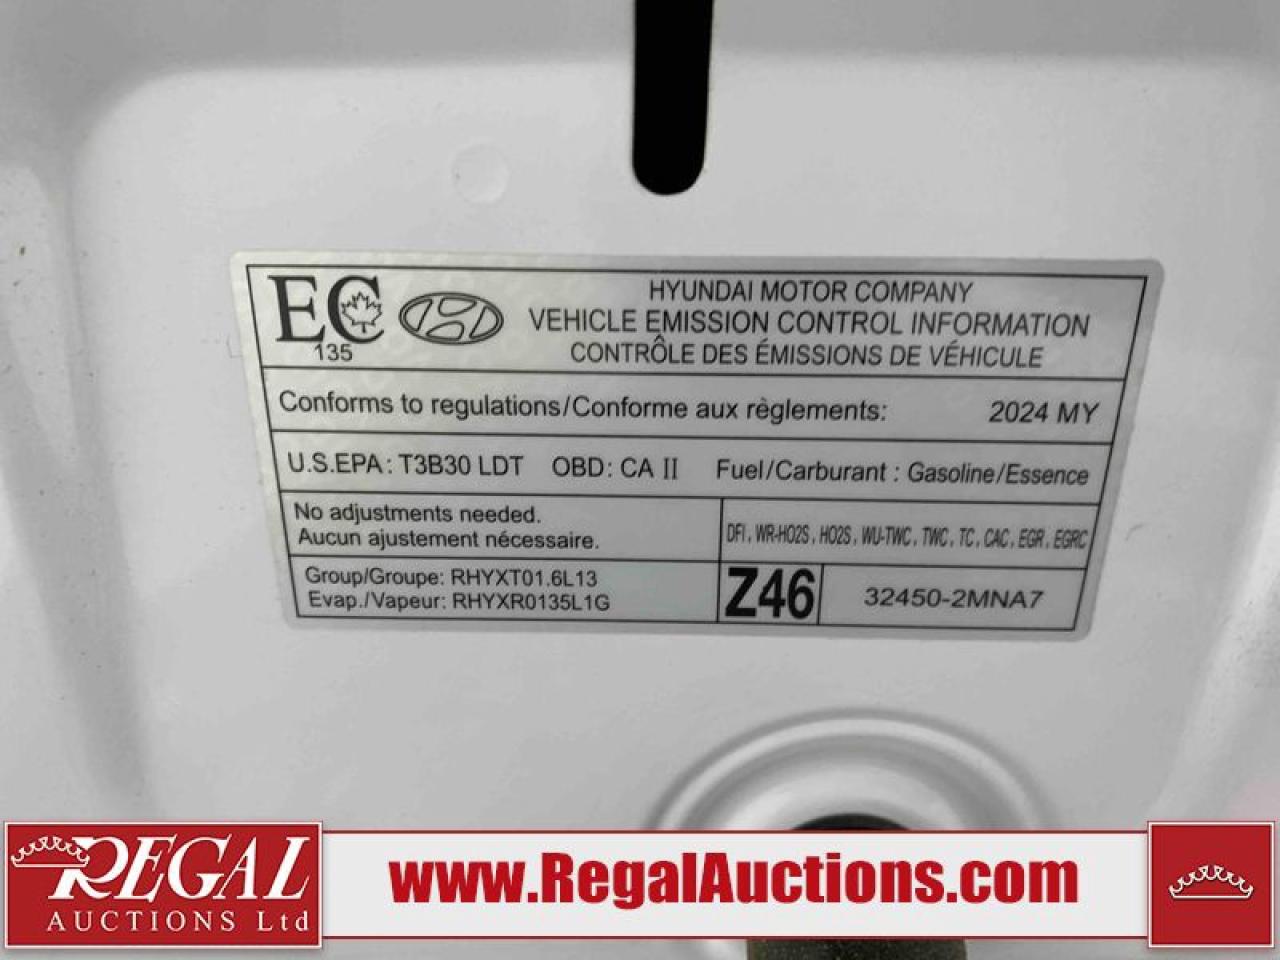 EC
135
HYUNDAI MOTOR COMPANY
VEHICLE EMISSION CONTROL INFORMATION
CONTRÔLE DES ÉMISSIONS DE VÉHICULE
Conforms to regulations/Conforme aux règlements: 2024 MY
U.S.EPA : T3B30 LDT OBD: CA II Fuel/Carburant : Gasoline/Essence
No adjustments needed.
Aucun ajustement nécessaire.
DFI, WR-HO2S, HO2S, WU-TWC, TWC, TC, CAC, EGR, EGRC
Group/Groupe: RHYXT01.6L13
Evap./Vapeur: RHYXR0135L1G
Z46
32450-2MNA7
REGAL
AUCTIONS Ltd
www.RegalAuctions.com